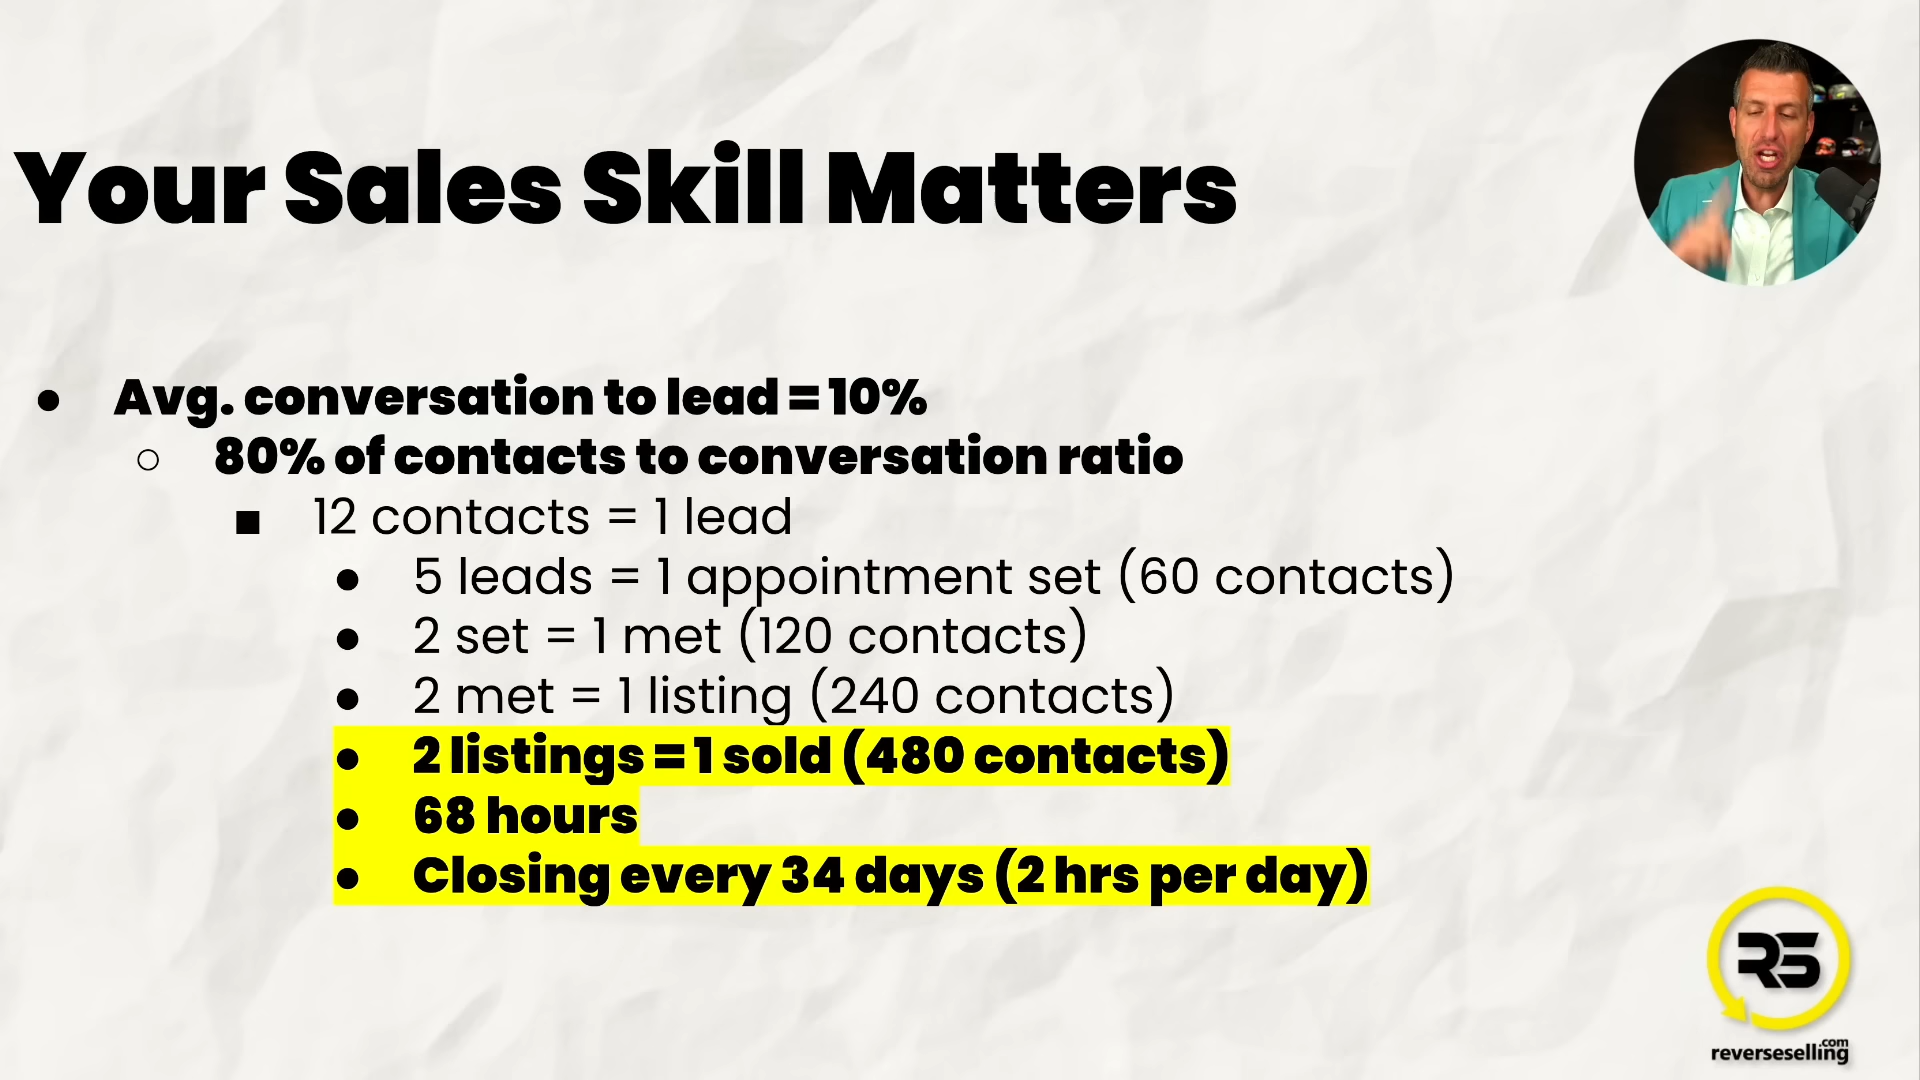 Your Sales Skill Matters
● Avg. conversation to lead = 10%
○ 80% of contacts to conversation ratio
■ 12 contacts = 1 lead
● 5 leads = 1 appointment set (60 contacts)
● 2 set = 1 met (120 contacts)
● 2 met = 1 listing (240 contacts)
● 2 listings = 1 sold (480 contacts)
● 68 hours
● Closing every 34 days (2 hrs per day)
RS
reverseselling.com